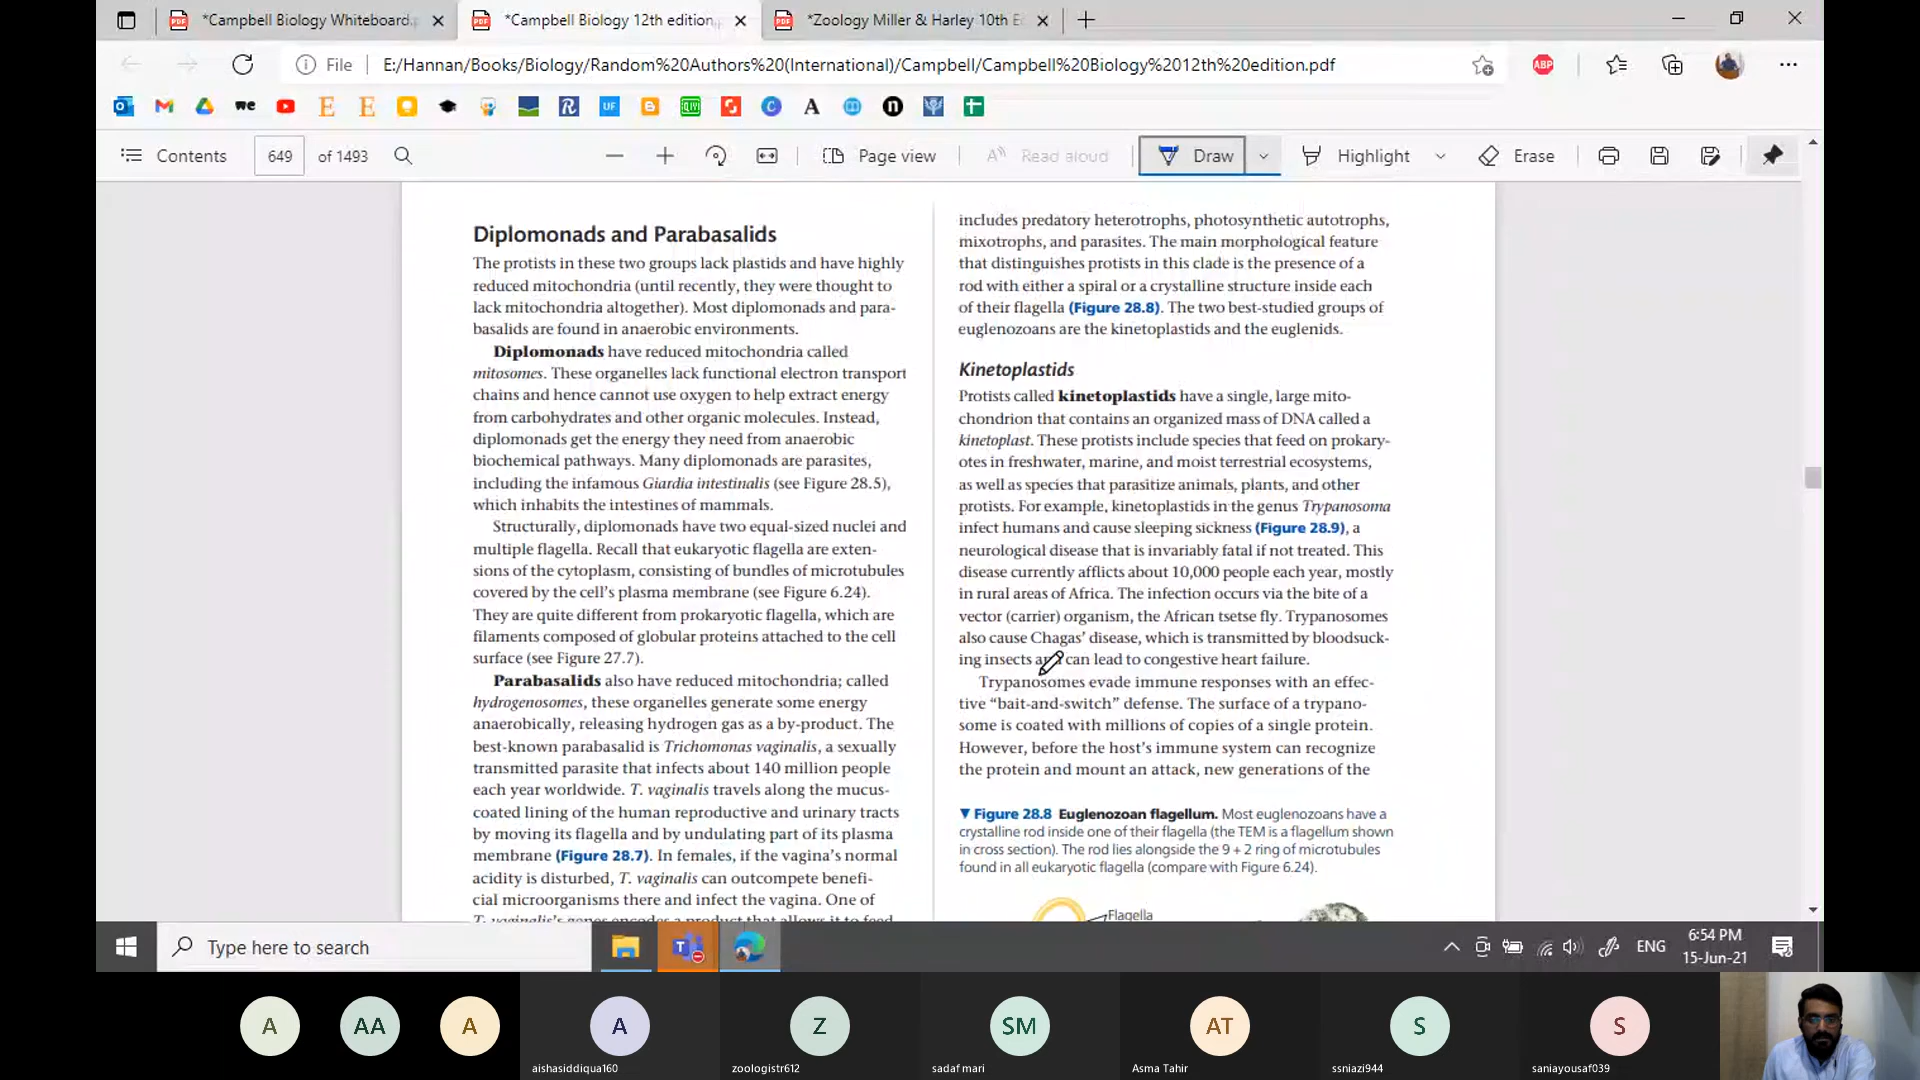 *Campbell Biology Whiteboard.
*Campbell Biology 12th edition.
*Zoology Miller & Harley 10th E
File
E:/Hannan/Books/Biology/Random%20Authors%20(International)/Campbell/Campbell%20Biology%2012th%20edition.pdf
ABP
Contents
649 of 1493
Page view
Read aloud
Draw
Highlight
Erase
Diplomonads and Parabasalids
The protists in these two groups lack plastids and have highly
reduced mitochondria (until recently, they were thought to
lack mitochondria altogether). Most diplomonads and para-
basalids are found in anaerobic environments.
Diplomonads have reduced mitochondria called
mitosomes. These organelles lack functional electron transport
chains and hence cannot use oxygen to help extract energy
from carbohydrates and other organic molecules. Instead,
diplomonads get the energy they need from anaerobic
biochemical pathways. Many diplomonads are parasites,
including the infamous Giardia intestinalis (see Figure 28.5),
which inhabits the intestines of mammals.
Structurally, diplomonads have two equal-sized nuclei and
multiple flagella. Recall that eukaryotic flagella are exten-
sions of the cytoplasm, consisting of bundles of microtubules
covered by the cell's plasma membrane (see Figure 6.24).
They are quite different from prokaryotic flagella, which are
filaments composed of globular proteins attached to the cell
surface (see Figure 27.7).
Parabasalids also have reduced mitochondria; called
hydrogenosomes, these organelles generate some energy
anaerobically, releasing hydrogen gas as a by-product. The
best-known parabasalid is Trichomonas vaginalis, a sexually
transmitted parasite that infects about 140 million people
each year worldwide. T. vaginalis travels along the mucus-
coated lining of the human reproductive and urinary tracts
by moving its flagella and by undulating part of its plasma
membrane (Figure 28.7). In females, if the vagina's normal
acidity is disturbed, T. vaginalis can outcompete benefi-
cial microorganisms there and infect the vagina. One of
T. vaginalis's genes encodes a product that allows it to feed
includes predatory heterotrophs, photosynthetic autotrophs,
mixotrophs, and parasites. The main morphological feature
that distinguishes protists in this clade is the presence of a
rod with either a spiral or a crystalline structure inside each
of their flagella (Figure 28.8). The two best-studied groups of
euglenozoans are the kinetoplastids and the euglenids.
Kinetoplastids
Protists called kinetoplastids have a single, large mito-
chondrion that contains an organized mass of DNA called a
kinetoplast. These protists include species that feed on prokary-
otes in freshwater, marine, and moist terrestrial ecosystems,
as well as species that parasitize animals, plants, and other
protists. For example, kinetoplastids in the genus Trypanosoma
infect humans and cause sleeping sickness (Figure 28.9), a
neurological disease that is invariably fatal if not treated. This
disease currently afflicts about 10,000 people each year, mostly
in rural areas of Africa. The infection occurs via the bite of a
vector (carrier) organism, the African tsetse fly. Trypanosomes
also cause Chagas' disease, which is transmitted by bloodsuck-
ing insects and can lead to congestive heart failure.
Trypanosomes evade immune responses with an effec-
tive "bait-and-switch" defense. The surface of a trypano-
some is coated with millions of copies of a single protein.
However, before the host's immune system can recognize
the protein and mount an attack, new generations of the
▼ Figure 28.8 Euglenozoan flagellum. Most euglenozoans have a
crystalline rod inside one of their flagella (the TEM is a flagellum shown
in cross section). The rod lies alongside the 9 + 2 ring of microtubules
found in all eukaryotic flagella (compare with Figure 6.24).
Flagella
Type here to search
ENG
6:54 PM
15-Jun-21
A
AA
A
A
aishasiddiqua160
Z
zoologistr612
SM
sadaf mari
AT
Asma Tahir
S
ssniazi944
S
saniayousaf039